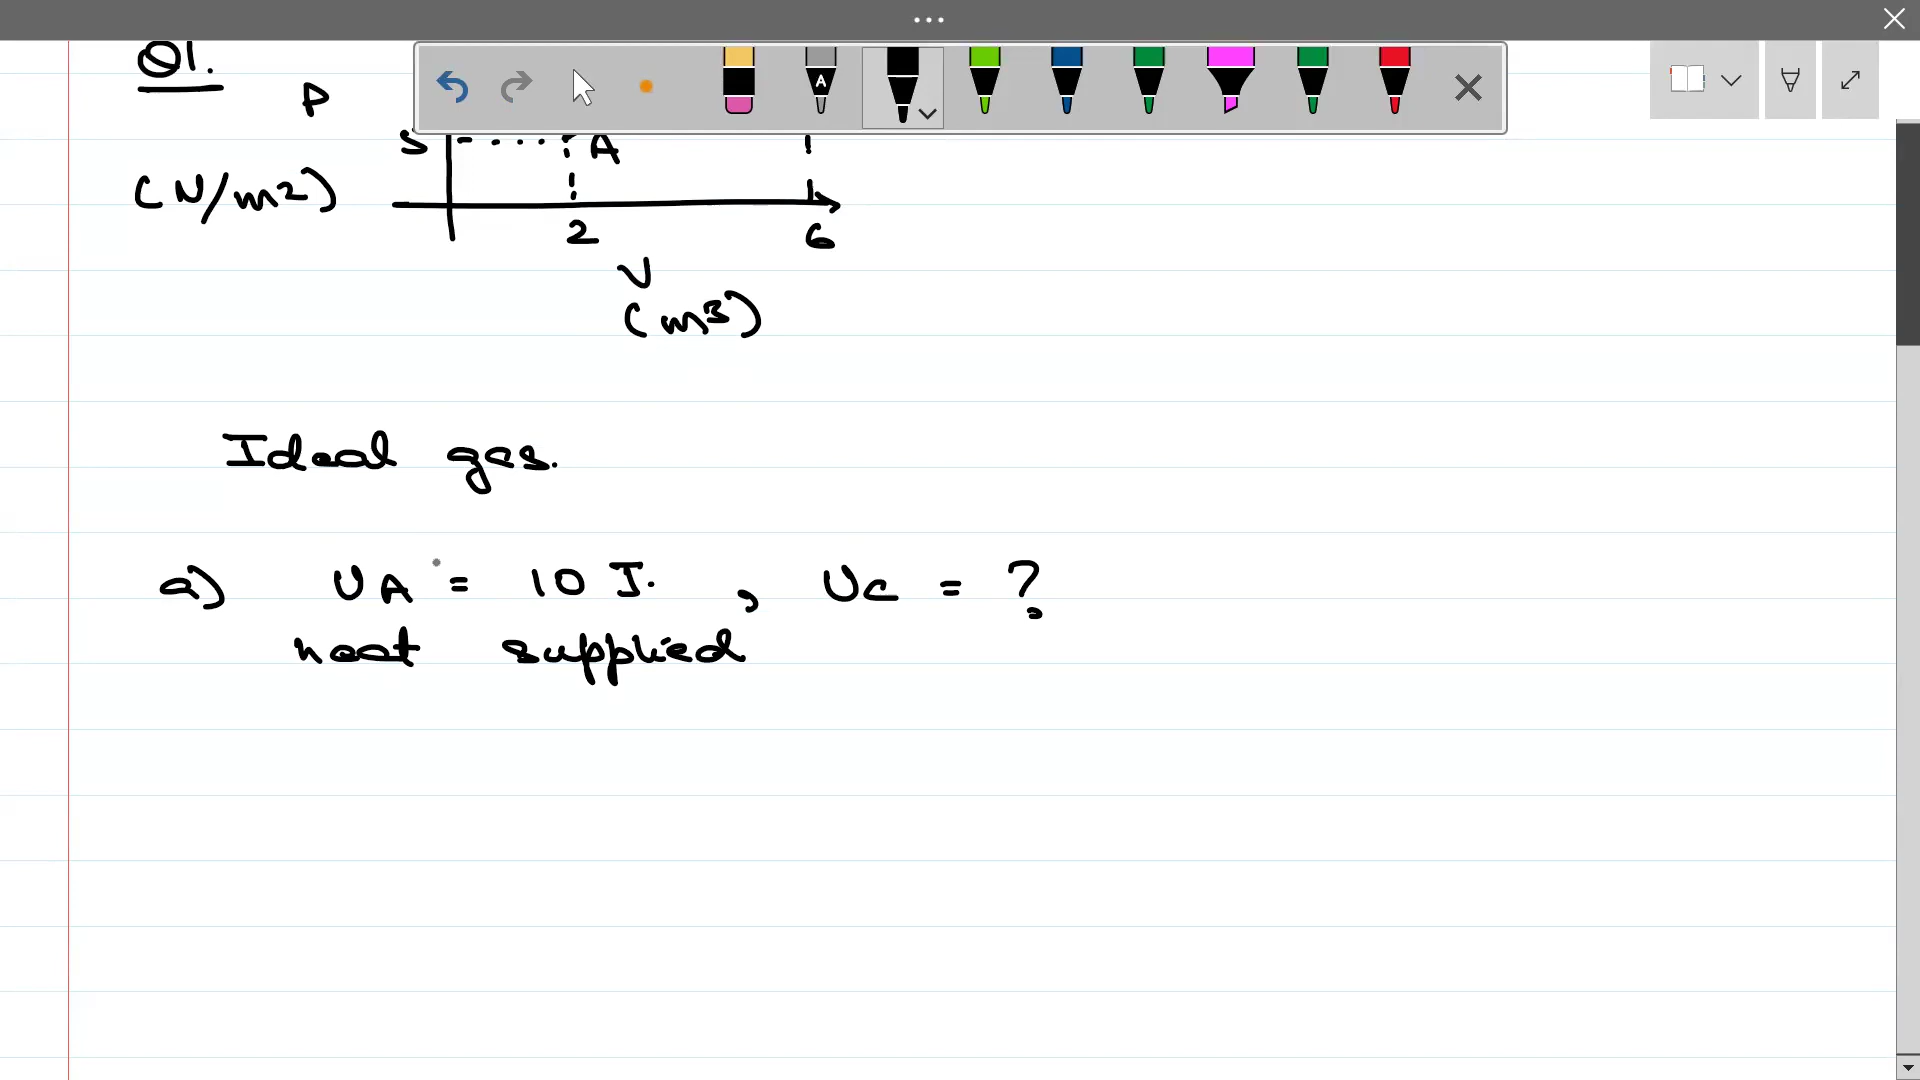 Q1.
P
5 A
(N/m2)
2 6
V
(m3)
Ideal gas.
a) UA = 10 J. , UC = ?
heat supplied